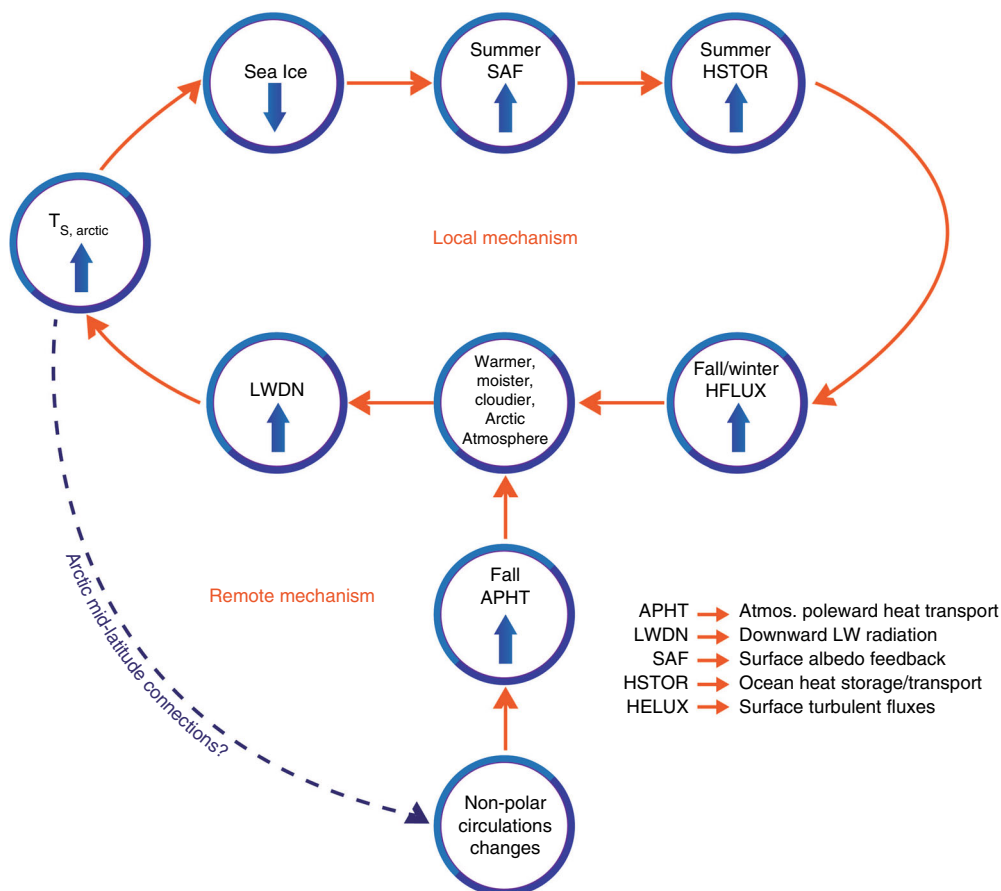 Sea Ice
Summer
SAF
Summer
HSTOR
T S, arctic
Local mechanism
LWDN
Warmer,
moister,
cloudier,
Arctic
Atmosphere
Fall/winter
HFLUX
Arctic mid-latitude connections?
Remote mechanism
Fall
APHT
Non-polar
circulations
changes
APHT Atmos. poleward heat transport
LWDN Downward LW radiation
SAF Surface albedo feedback
HSTOR Ocean heat storage/transport
HELUX Surface turbulent fluxes